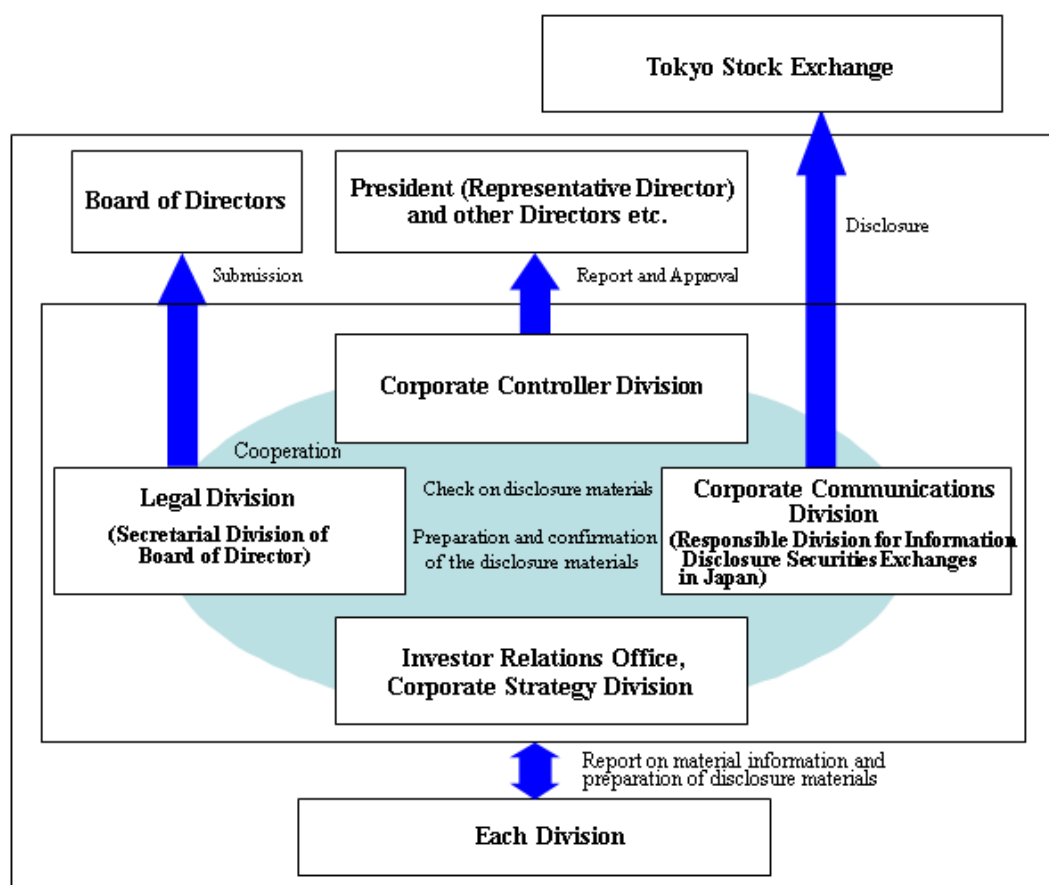 Tokyo Stock Exchange
Board of Directors
President (Representative Director)
and other Directors etc.
Disclosure
Submission
Report and Approval
Corporate Controller Division
Cooperation
Legal Division
(Secretarial Division of
Board of Director)
Check on disclosure materials
Preparation and confirmation
of the disclosure materials
Corporate Communications
Division
(Responsible Division for Information
Disclosure Securities Exchanges
in Japan)
Investor Relations Office,
Corporate Strategy Division
Report on material information and
preparation of disclosure materials
Each Division